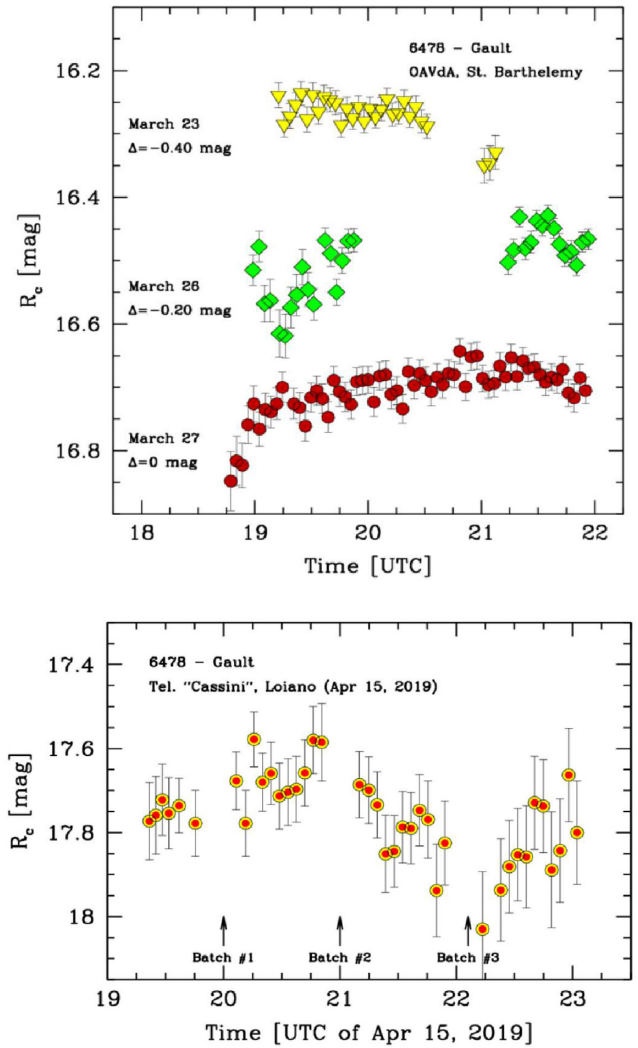 6478 – Gault
OAVdA, St. Barthelemy
16.2
March 23
Δ=−0.40 mag
16.4
March 26
Δ=−0.20 mag
16.6
March 27
Δ=0 mag
16.8
R_c [mag]
18 19 20 21 22
Time [UTC]
17.4
6478 – Gault
Tel. "Cassini", Loiano (Apr 15, 2019)
17.6
17.8
18
R_c [mag]
Batch #1 Batch #2 Batch #3
19 20 21 22 23
Time [UTC of Apr 15, 2019]